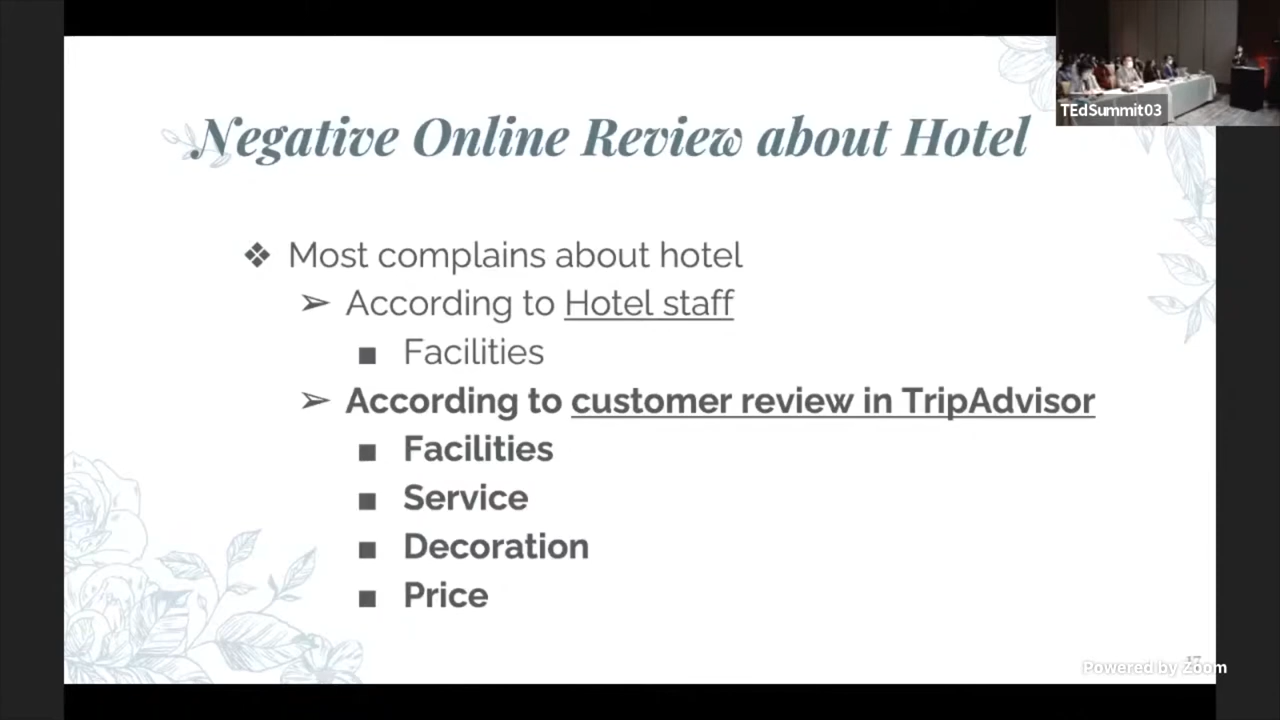 TEdSummit03
Negative Online Review about Hotel
❖ Most complains about hotel
➢ According to Hotel staff
■ Facilities
➢ According to customer review in TripAdvisor
■ Facilities
■ Service
■ Decoration
■ Price
17
Powered by Zoom